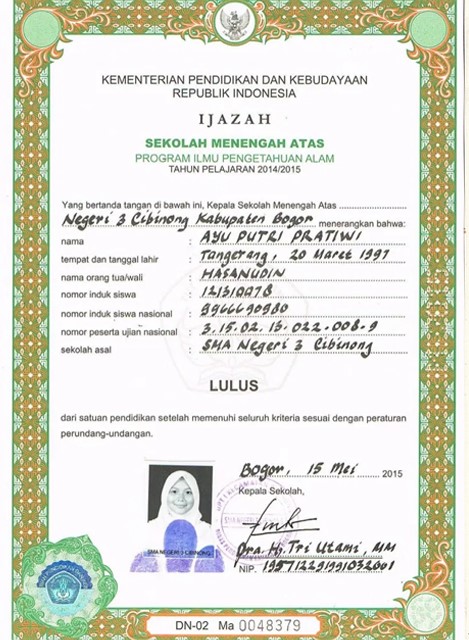 KEMENTERIAN PENDIDIKAN DAN KEBUDAYAAN
REPUBLIK INDONESIA
IJAZAH
SEKOLAH MENENGAH ATAS
PROGRAM ILMU PENGETAHUAN ALAM
TAHUN PELAJARAN 2014/2015
Yang bertanda tangan di bawah ini, Kepala Sekolah Menengah Atas
Negeri 3 Cibinong Kabupaten Bogor menerangkan bahwa:
nama : AYU PUTRI PRATIWI
tempat dan tanggal lahir : Tangerang, 20 Maret 1997
nama orang tua/wali : HASANUDIN
nomor induk siswa : 121310078
nomor induk siswa nasional : 9966690980
nomor peserta ujian nasional : 3.15.02.13.022.008.9
sekolah asal : SMA Negeri 3 Cibinong
LULUS
dari satuan pendidikan setelah memenuhi seluruh kriteria sesuai dengan peraturan
perundang-undangan.
Bogor, 15 Mei 2015
Kepala Sekolah,
SMA NEGERI 3 CIBINONG
Dra. Hj. Tri Utami, MM
NIP. 195712291991032001
DN-02 Ma 0048379